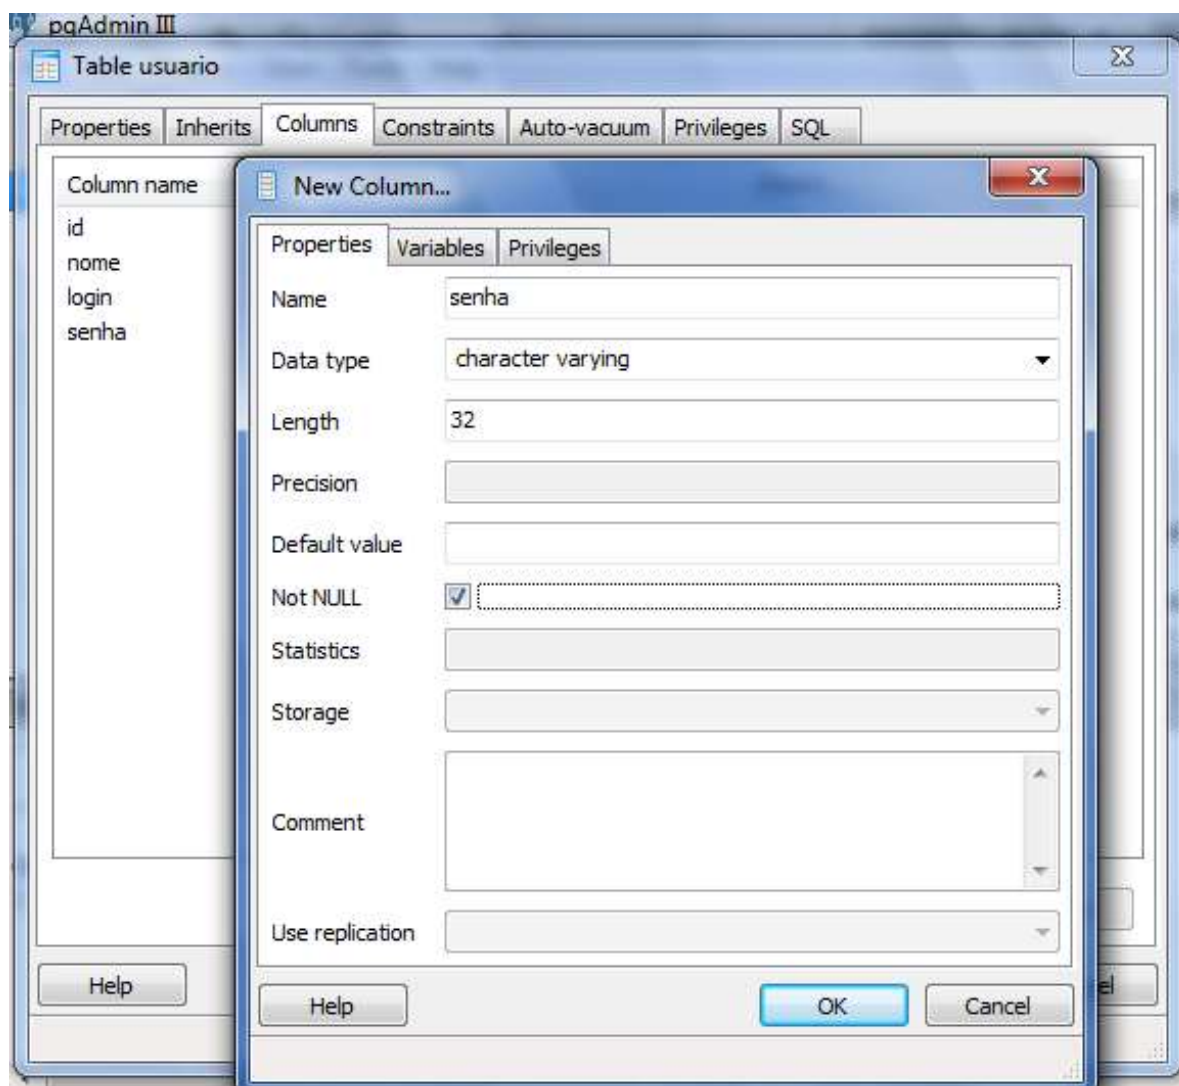 pgAdmin III
Table usuario
Properties Inherits Columns Constraints Auto-vacuum Privileges SQL
Column name
id
nome
login
senha
New Column...
Properties Variables Privileges
Name senha
Data type character varying
Length 32
Precision
Default value
Not NULL
Statistics
Storage
Comment
Use replication
Help OK Cancel
Help el